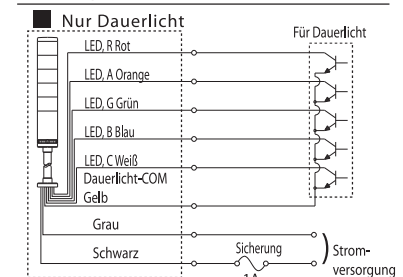 Nur Dauerlicht
Für Dauerlicht
LED, R Rot
LED, A Orange
LED, G Grün
LED, B Blau
LED, C Weiß
Dauerlicht-COM
Gelb
Grau
Schwarz
Sicherung
1A
Strom-
versorgung